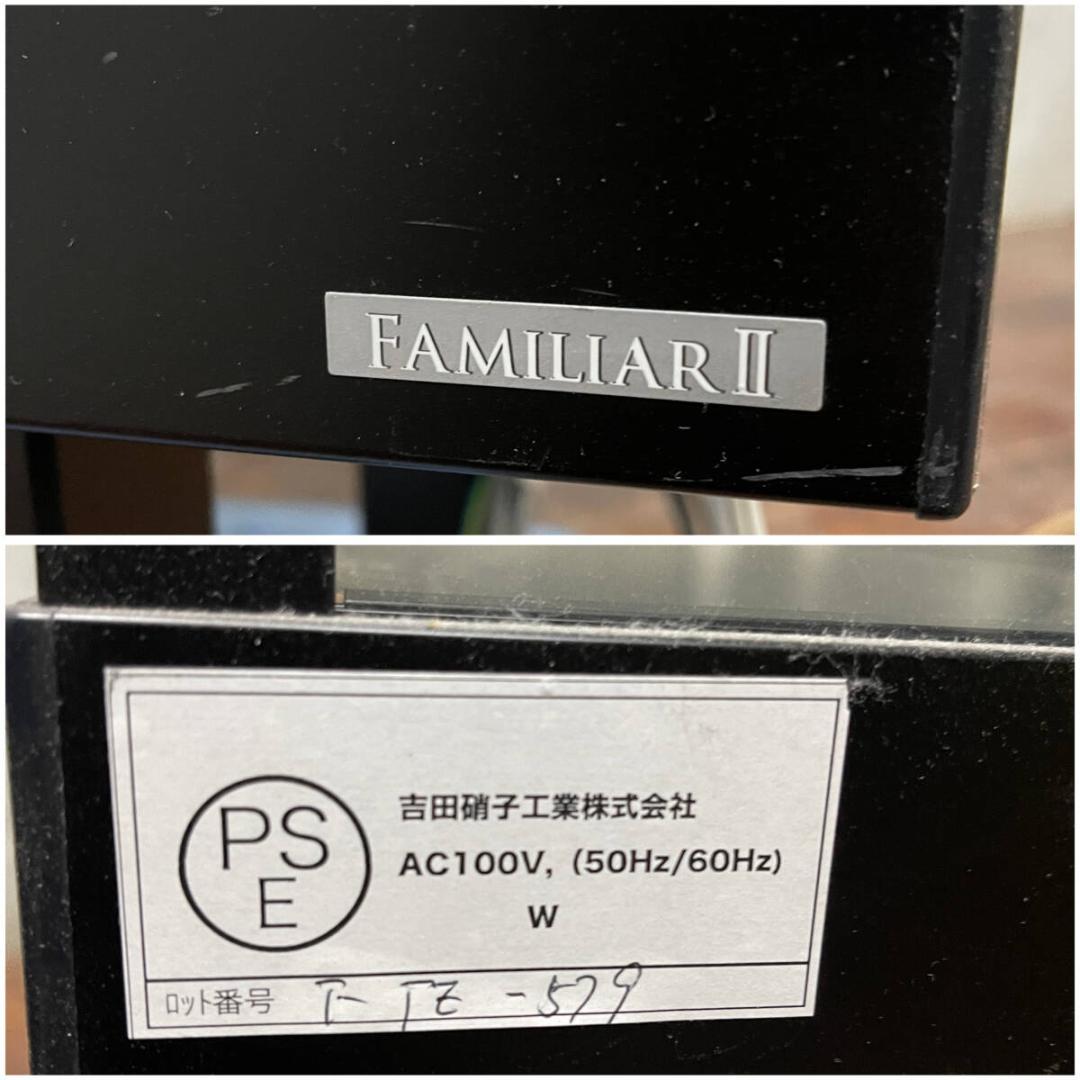 FAMILIAR II
PS
E
吉田硝子工業株式会社
AC100V, (50Hz/60Hz)
W
ロット番号 -579